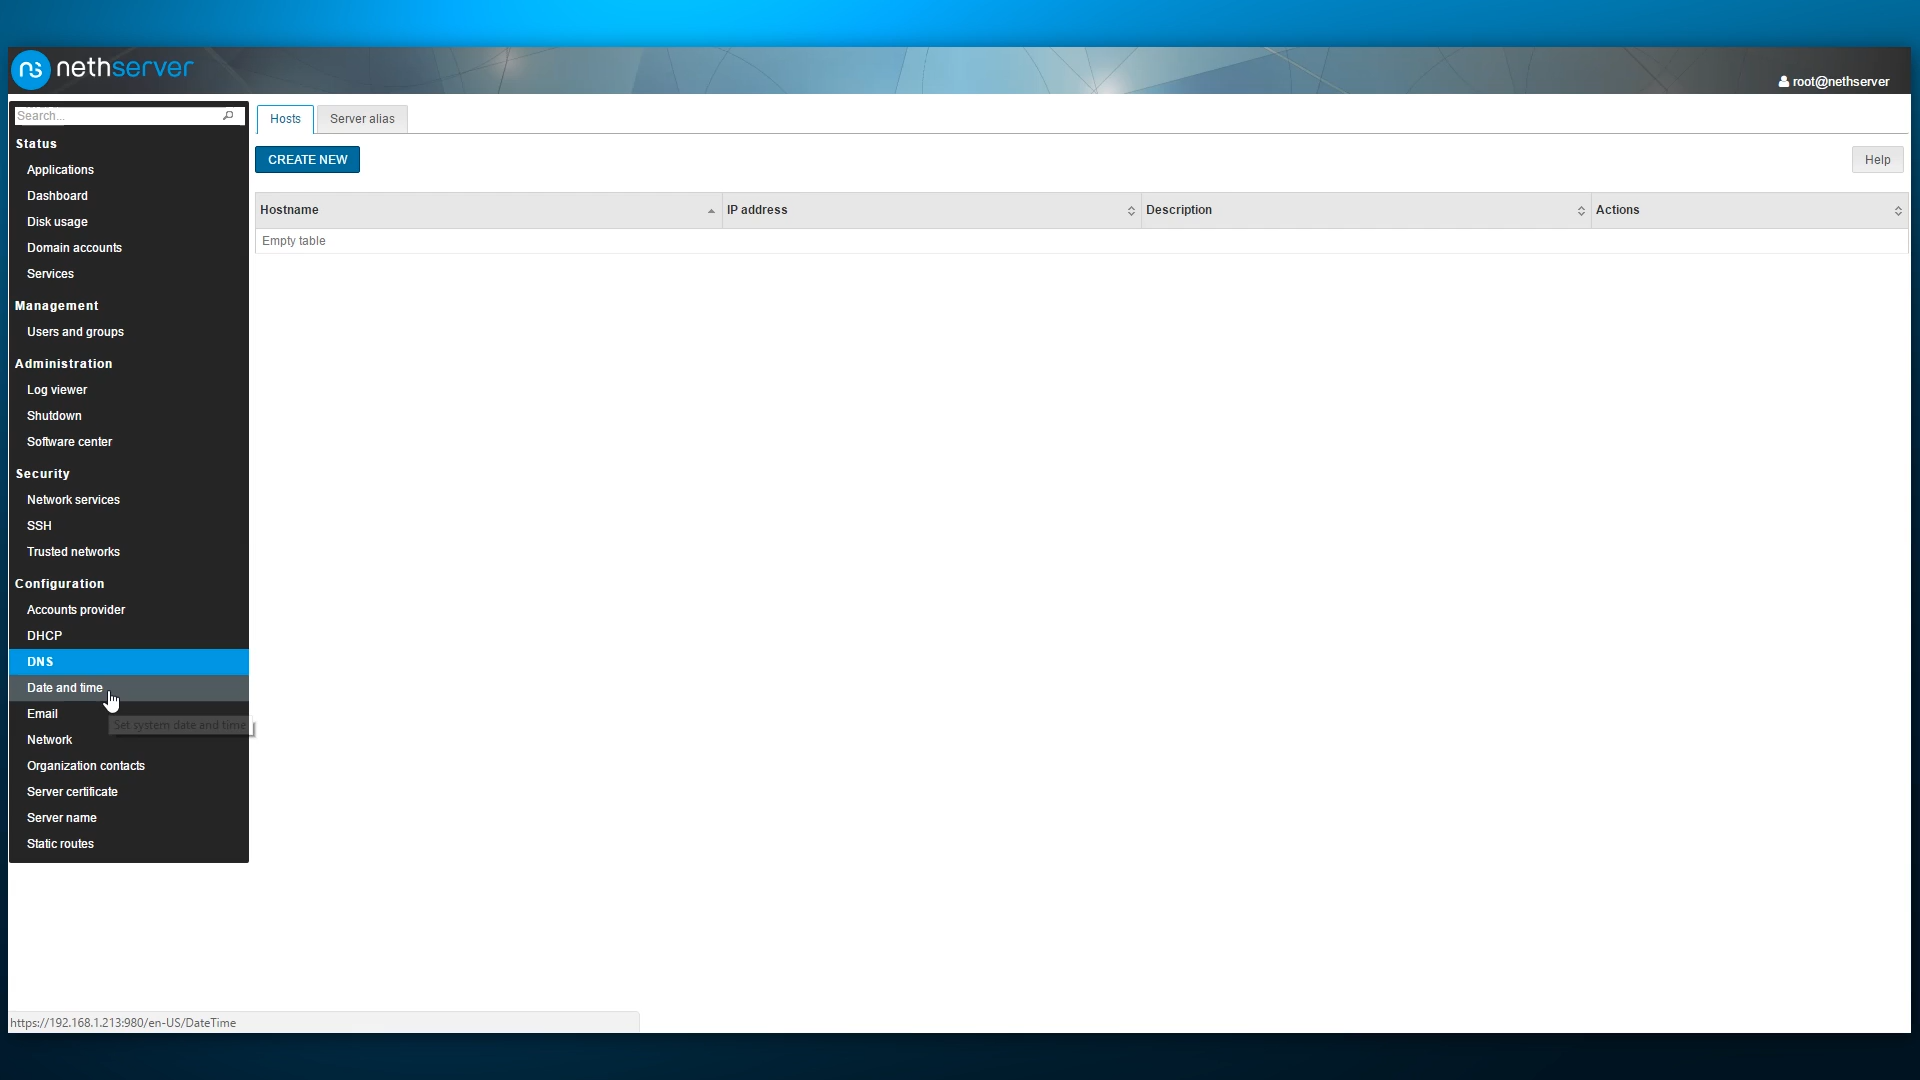 nethserver
root@nethserver
Search...
Status
Applications
Dashboard
Disk usage
Domain accounts
Services
Management
Users and groups
Administration
Log viewer
Shutdown
Software center
Security
Network services
SSH
Trusted networks
Configuration
Accounts provider
DHCP
DNS
Date and time
Email
Set system date and time
Network
Organization contacts
Server certificate
Server name
Static routes
Hosts
Server alias
CREATE NEW
Help
Hostname
IP address
Description
Actions
Empty table
https://192.168.1.213:980/en-US/DateTime